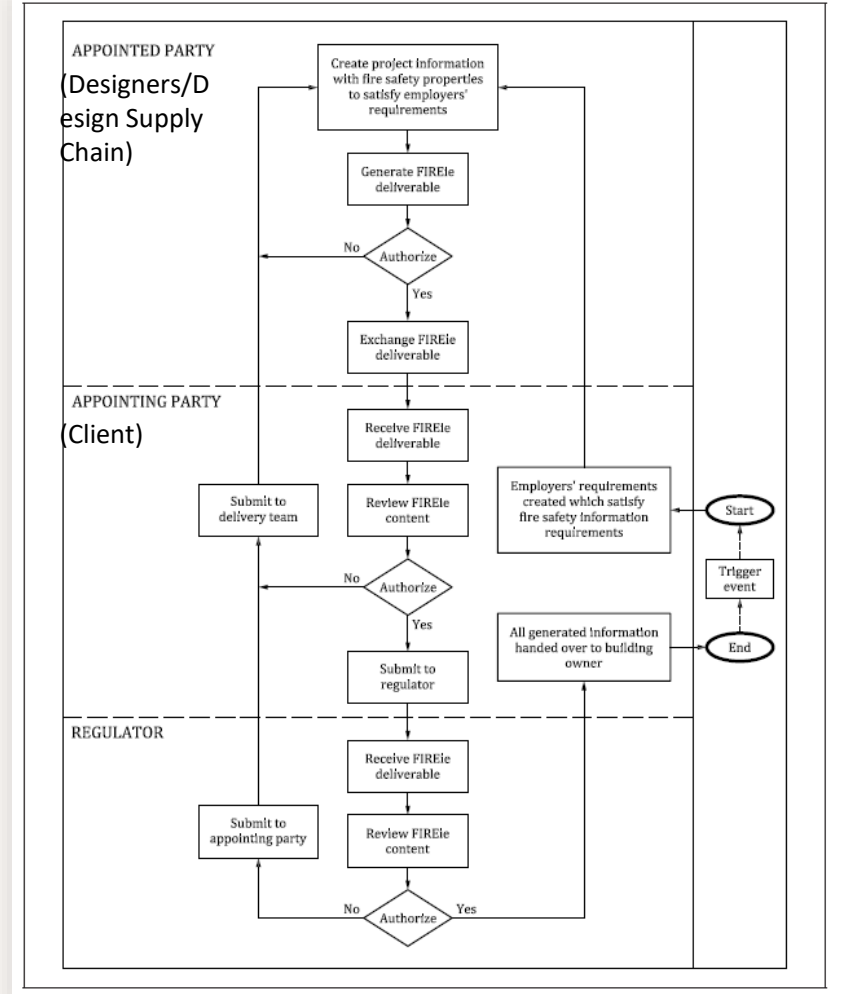 APPOINTED PARTY
(Designers/D
esign Supply
Chain)
Create project information
with fire safety properties
to satisfy employers'
requirements
Generate FIREie
deliverable
No
Authorize
Yes
Exchange FIREie
deliverable
APPOINTING PARTY
(Client)
Receive FIREie
deliverable
Submit to
delivery team
Review FIREie
content
Employers' requirements
created which satisfy
fire safety information
requirements
Start
No
Authorize
Yes
Trigger
event
Submit to
regulator
All generated information
handed over to building
owner
End
REGULATOR
Receive FIREie
deliverable
Submit to
appointing party
Review FIREie
content
No
Authorize
Yes